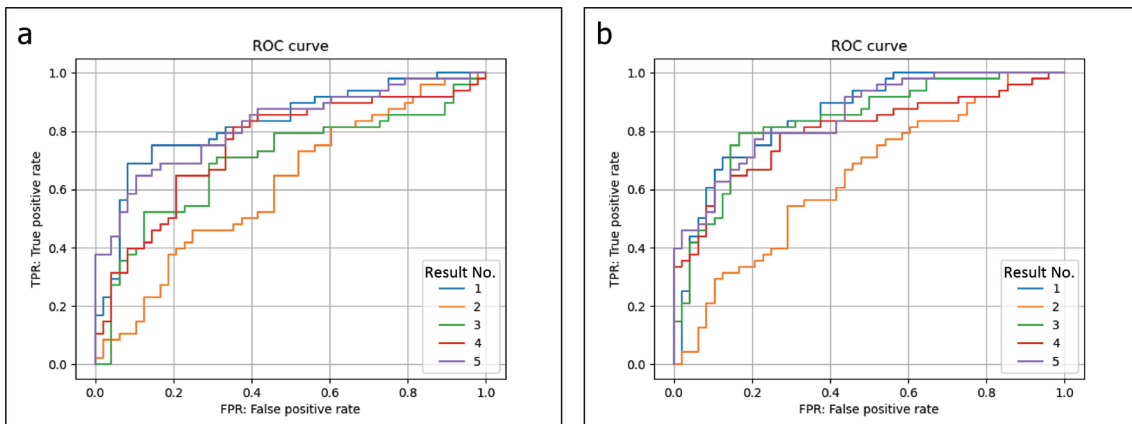 a
ROC curve
TPR: True positive rate
1.0
0.8
0.6
0.4
0.2
0.0
Result No.
1
2
3
4
5
0.0 0.2 0.4 0.6 0.8 1.0
FPR: False positive rate
b
ROC curve
TPR: True positive rate
1.0
0.8
0.6
0.4
0.2
0.0
Result No.
1
2
3
4
5
0.0 0.2 0.4 0.6 0.8 1.0
FPR: False positive rate